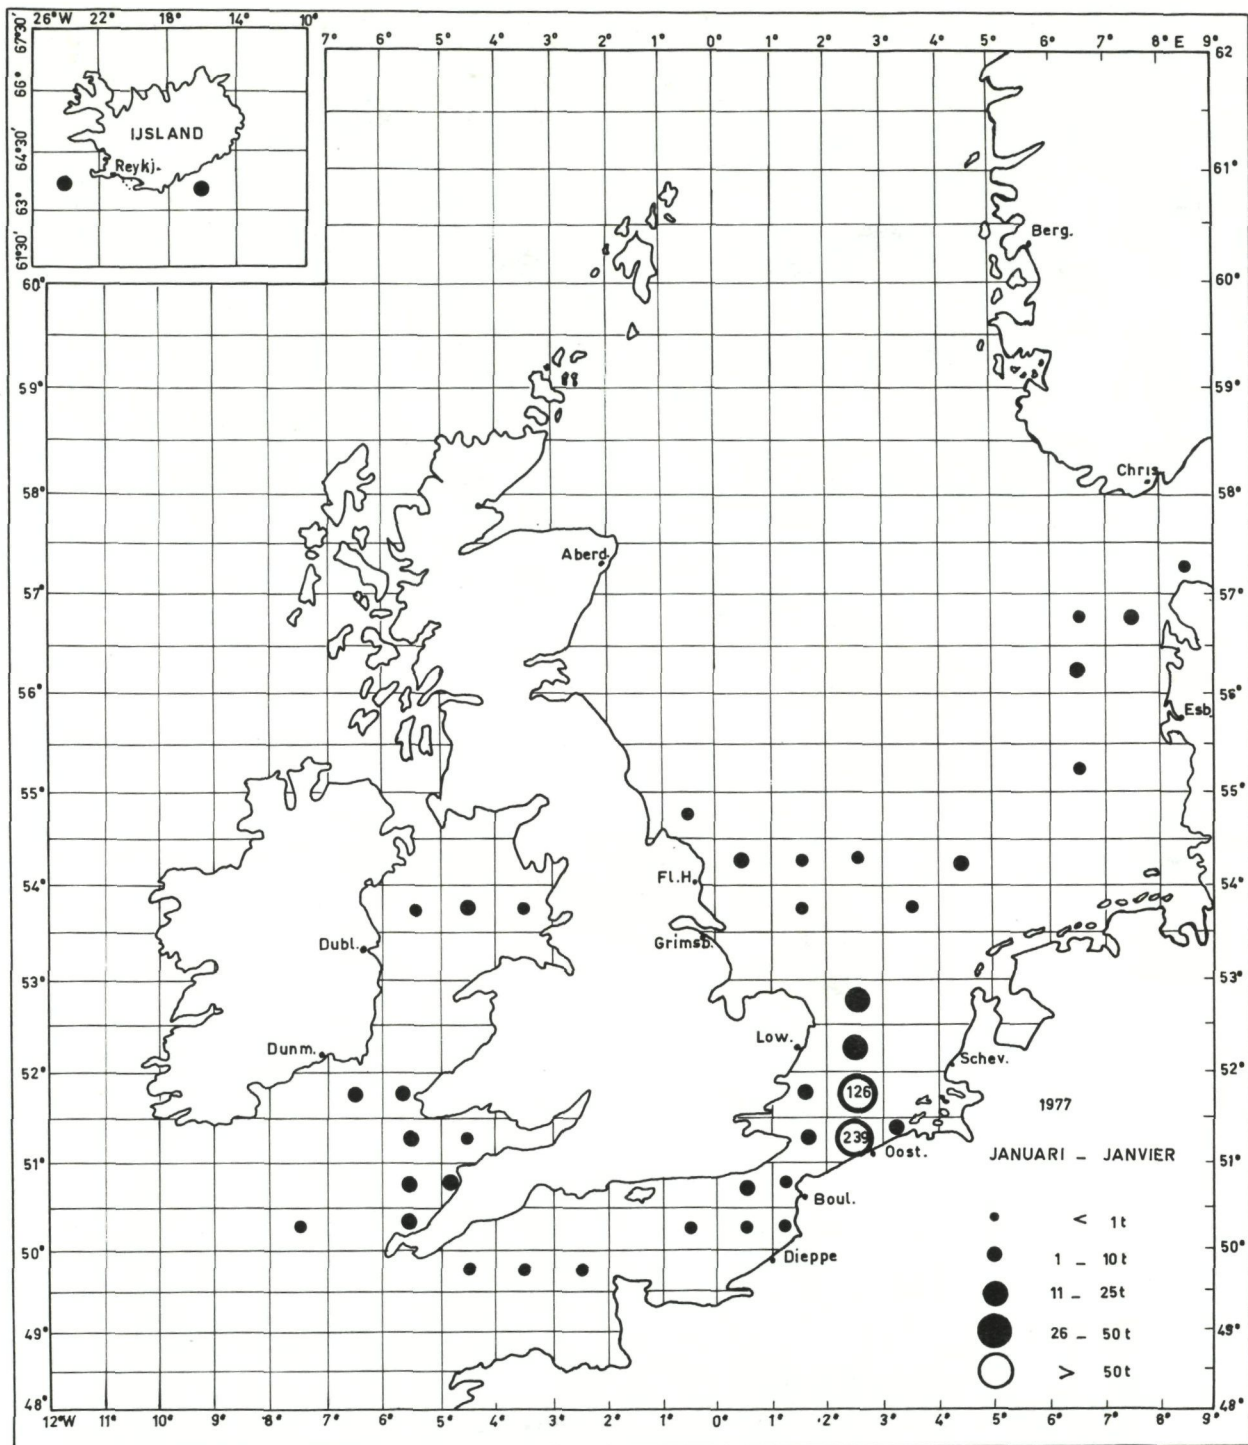 26°W 22° 18° 14° 10°
67°30'
66°
64°30'
63°
61°30'
IJSLAND
Reykj.
7° 6° 5° 4° 3° 2° 1° 0° 1° 2° 3° 4° 5° 6° 7° 8° E 9°
62
61°
60°
59°
58°
57°
56°
55°
54°
53°
52°
51°
50°
49°
48°
60°
59°
58°
57°
56°
55°
54°
53°
52°
51°
50°
49°
48°
Berg.
Chris
Aberd.
Esb
Fl.H.
Dubl.
Grimsb.
Low.
Dunm.
Schev.
126
239
Oost.
Boul.
Dieppe
1977
JANUARI - JANVIER
< 1t
1 - 10t
11 - 25t
26 - 50t
> 50t
12°W 11° 10° 9° 8° 7° 6° 5° 4° 3° 2° 1° 0° 1° 2° 3° 4° 5° 6° 7° 8° 9°